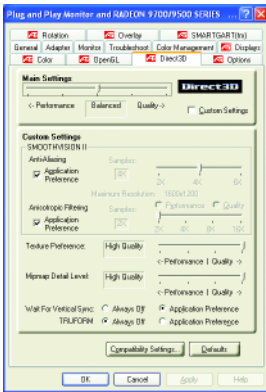 Plug and Play Monitor and RADEON 9700/9500 SERIES ...
Rotation Overlay SMARTGART(tm)
General Adapter Monitor Troubleshoot Color Management Displays
Color OpenGL Direct3D Options
Main Settings
Direct3D
<- Performance Balanced Quality->
Custom Settings
Custom Settings
SMOOTHVISION II
Anti-Aliasing Samples:
Application Preference 4X
2X 4X 6X
Maximum Resolution: 1600x1200
Anisotropic Filtering Samples: Performance Quality
Application Preference 2X
2X 4X 8X
Texture Preference: High Quality
<- Performance | Quality ->
Mipmap Detail Level: High Quality
<- Performance | Quality ->
Wait For Vertical Sync: Always Off Application Preference
TRUFORM Always Off Application Preference
Compatibility Settings... Defaults
OK Cancel Apply Help